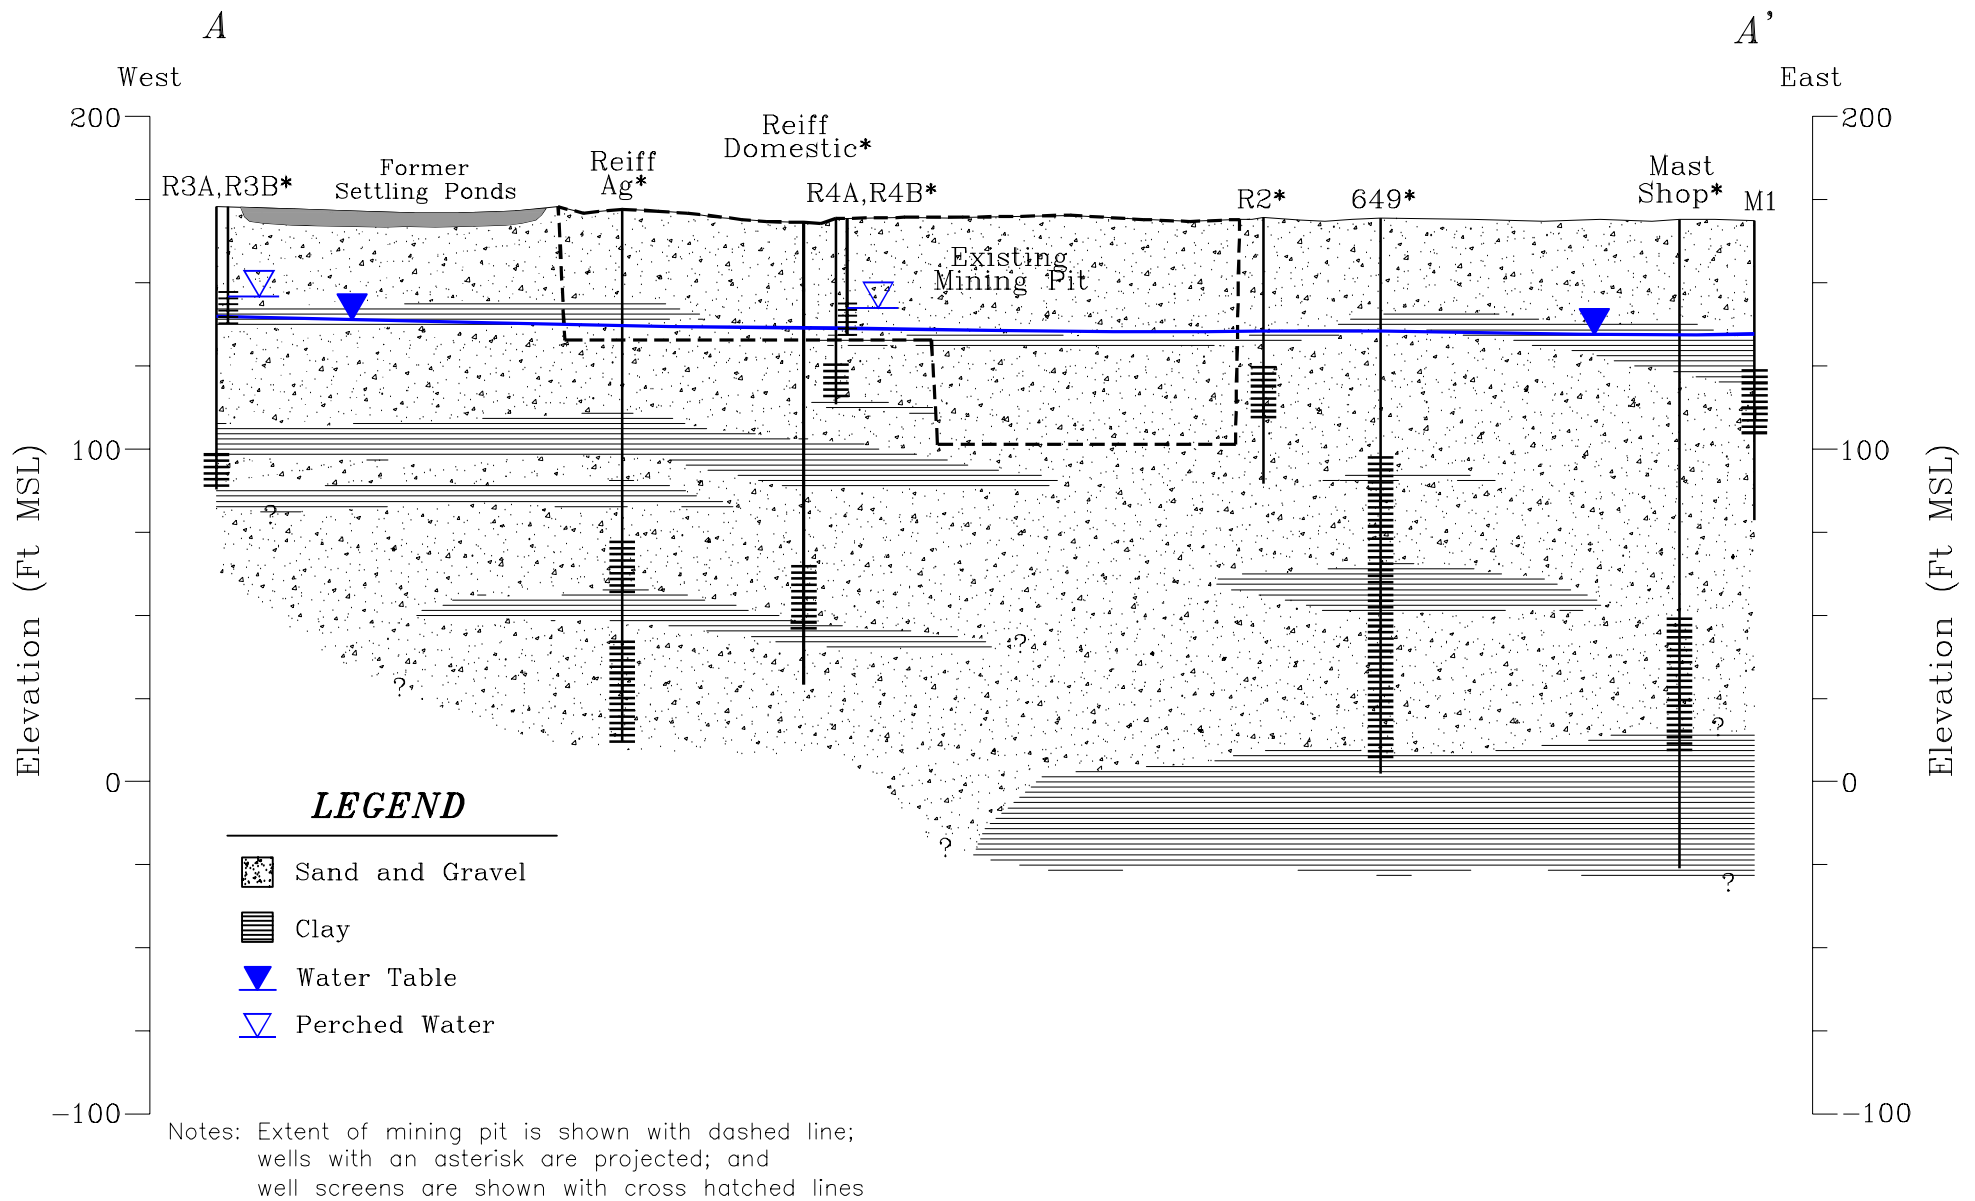 A
A'
West
East
200
200
Reiff
Domestic*
Former
Settling Ponds
Reiff
Ag*
Mast
Shop*
R3A,R3B*
R4A,R4B*
R2*
649*
M1
Existing
Mining Pit
100
100
Elevation (Ft MSL)
Elevation (Ft MSL)
?
?
?
?
0
0
LEGEND
?
?
Sand and Gravel
Clay
Water Table
Perched Water
-100
-100
Notes: Extent of mining pit is shown with dashed line;
wells with an asterisk are projected; and
well screens are shown with cross hatched lines